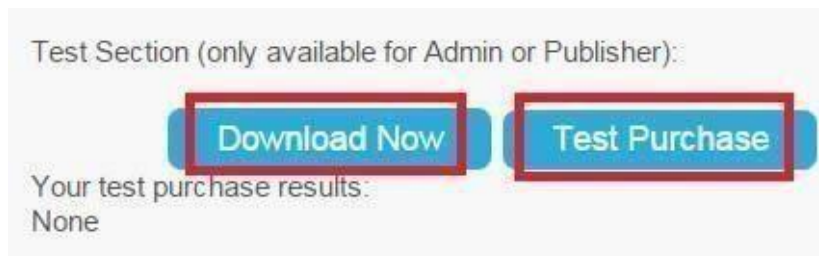 Test Section (only available for Admin or Publisher):
Download Now Test Purchase
Your test purchase results:
None